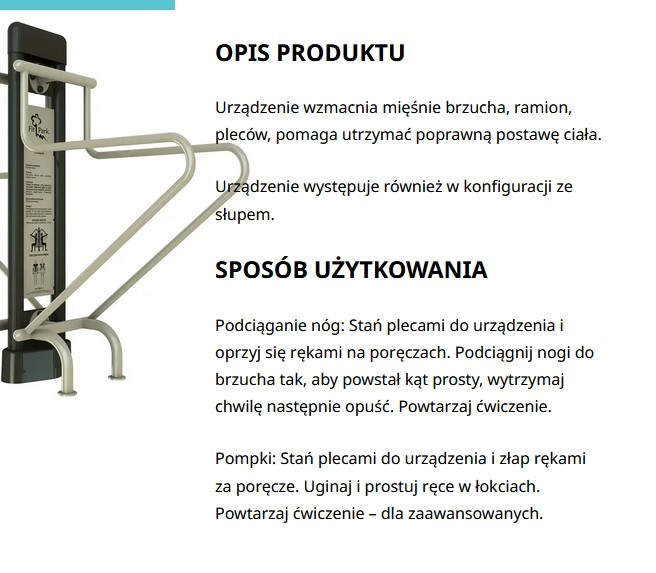 OPIS PRODUKTU
Urządzenie wzmacnia mięśnie brzucha, ramion,
pleców, pomaga utrzymać poprawną postawę ciała.
Urządzenie występuje również w konfiguracji ze
słupem.
SPOSÓB UŻYTKOWANIA
Podciąganie nóg: Stań plecami do urządzenia i
oprzyj się rękami na poręczach. Podciągnij nogi do
brzucha tak, aby powstał kąt prosty, wytrzymaj
chwilę następnie opuść. Powtarzaj ćwiczenie.
Pompki: Stań plecami do urządzenia i złap rękami
za poręcze. Uginaj i prostuj ręce w łokciach.
Powtarzaj ćwiczenie – dla zaawansowanych.
Fit Park